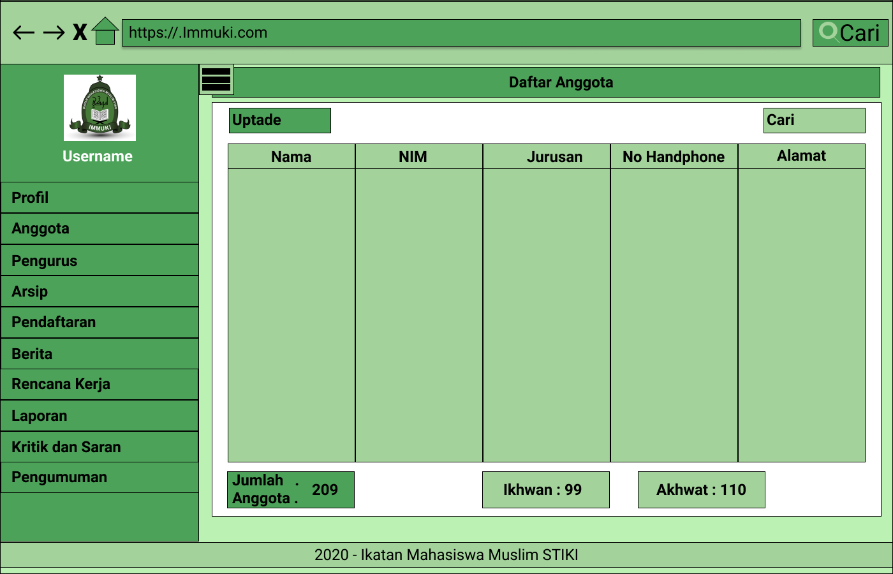 X https://.Immuki.com Cari
IMMUKI
Username
Profil
Anggota
Pengurus
Arsip
Pendaftaran
Berita
Rencana Kerja
Laporan
Kritik dan Saran
Pengumuman
Daftar Anggota
Uptade Cari
Nama NIM Jurusan No Handphone Alamat
Jumlah .
Anggota . 209
Ikhwan : 99 Akhwat : 110
2020 - Ikatan Mahasiswa Muslim STIKI